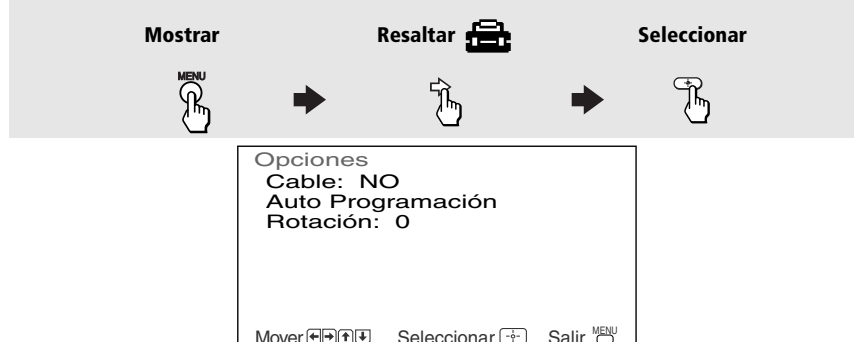 Mostrar Resaltar Seleccionar
MENU
Opciones
Cable: NO
Auto Programación
Rotación: 0
Mover Seleccionar Salir MENU